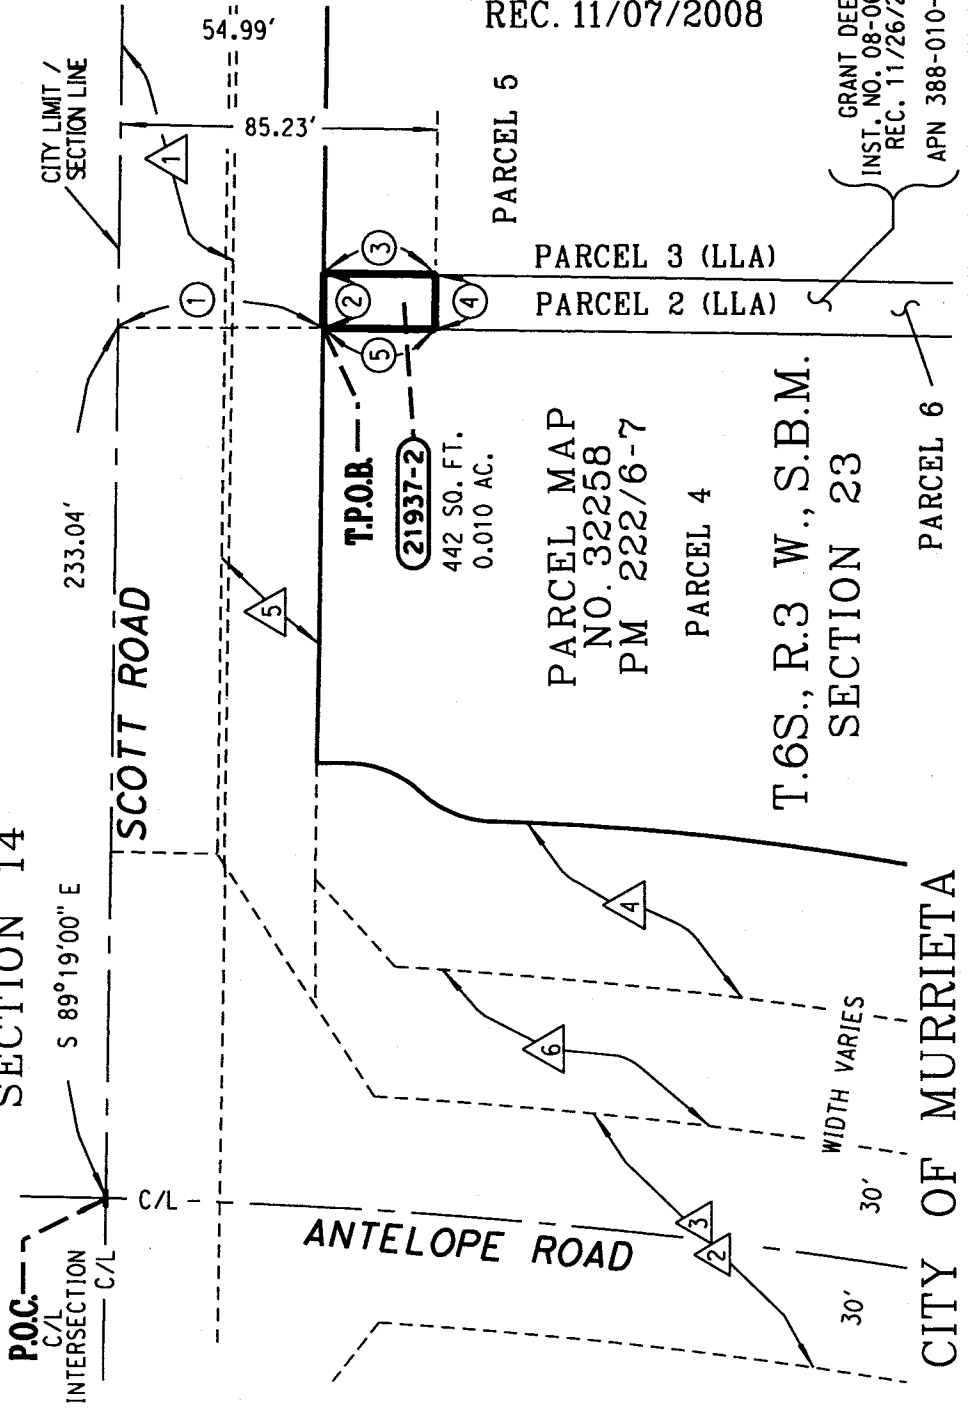 SECTION 14
54.99'
REC. 11/07/2008
CITY LIMIT /
SECTION LINE
85.23'
PARCEL 5
GRANT DEE
INST. NO. 08-06
REC. 11/26/2
APN 388-010-
1
1
2
3
4
5
PARCEL 3 (LLA)
PARCEL 2 (LLA)
233.04'
SCOTT ROAD
5
T.P.O.B.
21937-2
442 SQ. FT.
0.010 AC.
PARCEL MAP
NO. 32258
PM 222/6-7
PARCEL 4
T.6S., R.3 W., S.B.M.
SECTION 23
PARCEL 6
S 89°19'00" E
P.O.C.
C/L
INTERSECTION
C/L
C/L
ANTELOPE ROAD
4
6
3
2
WIDTH VARIES
30'
30'
CITY OF MURRIETA